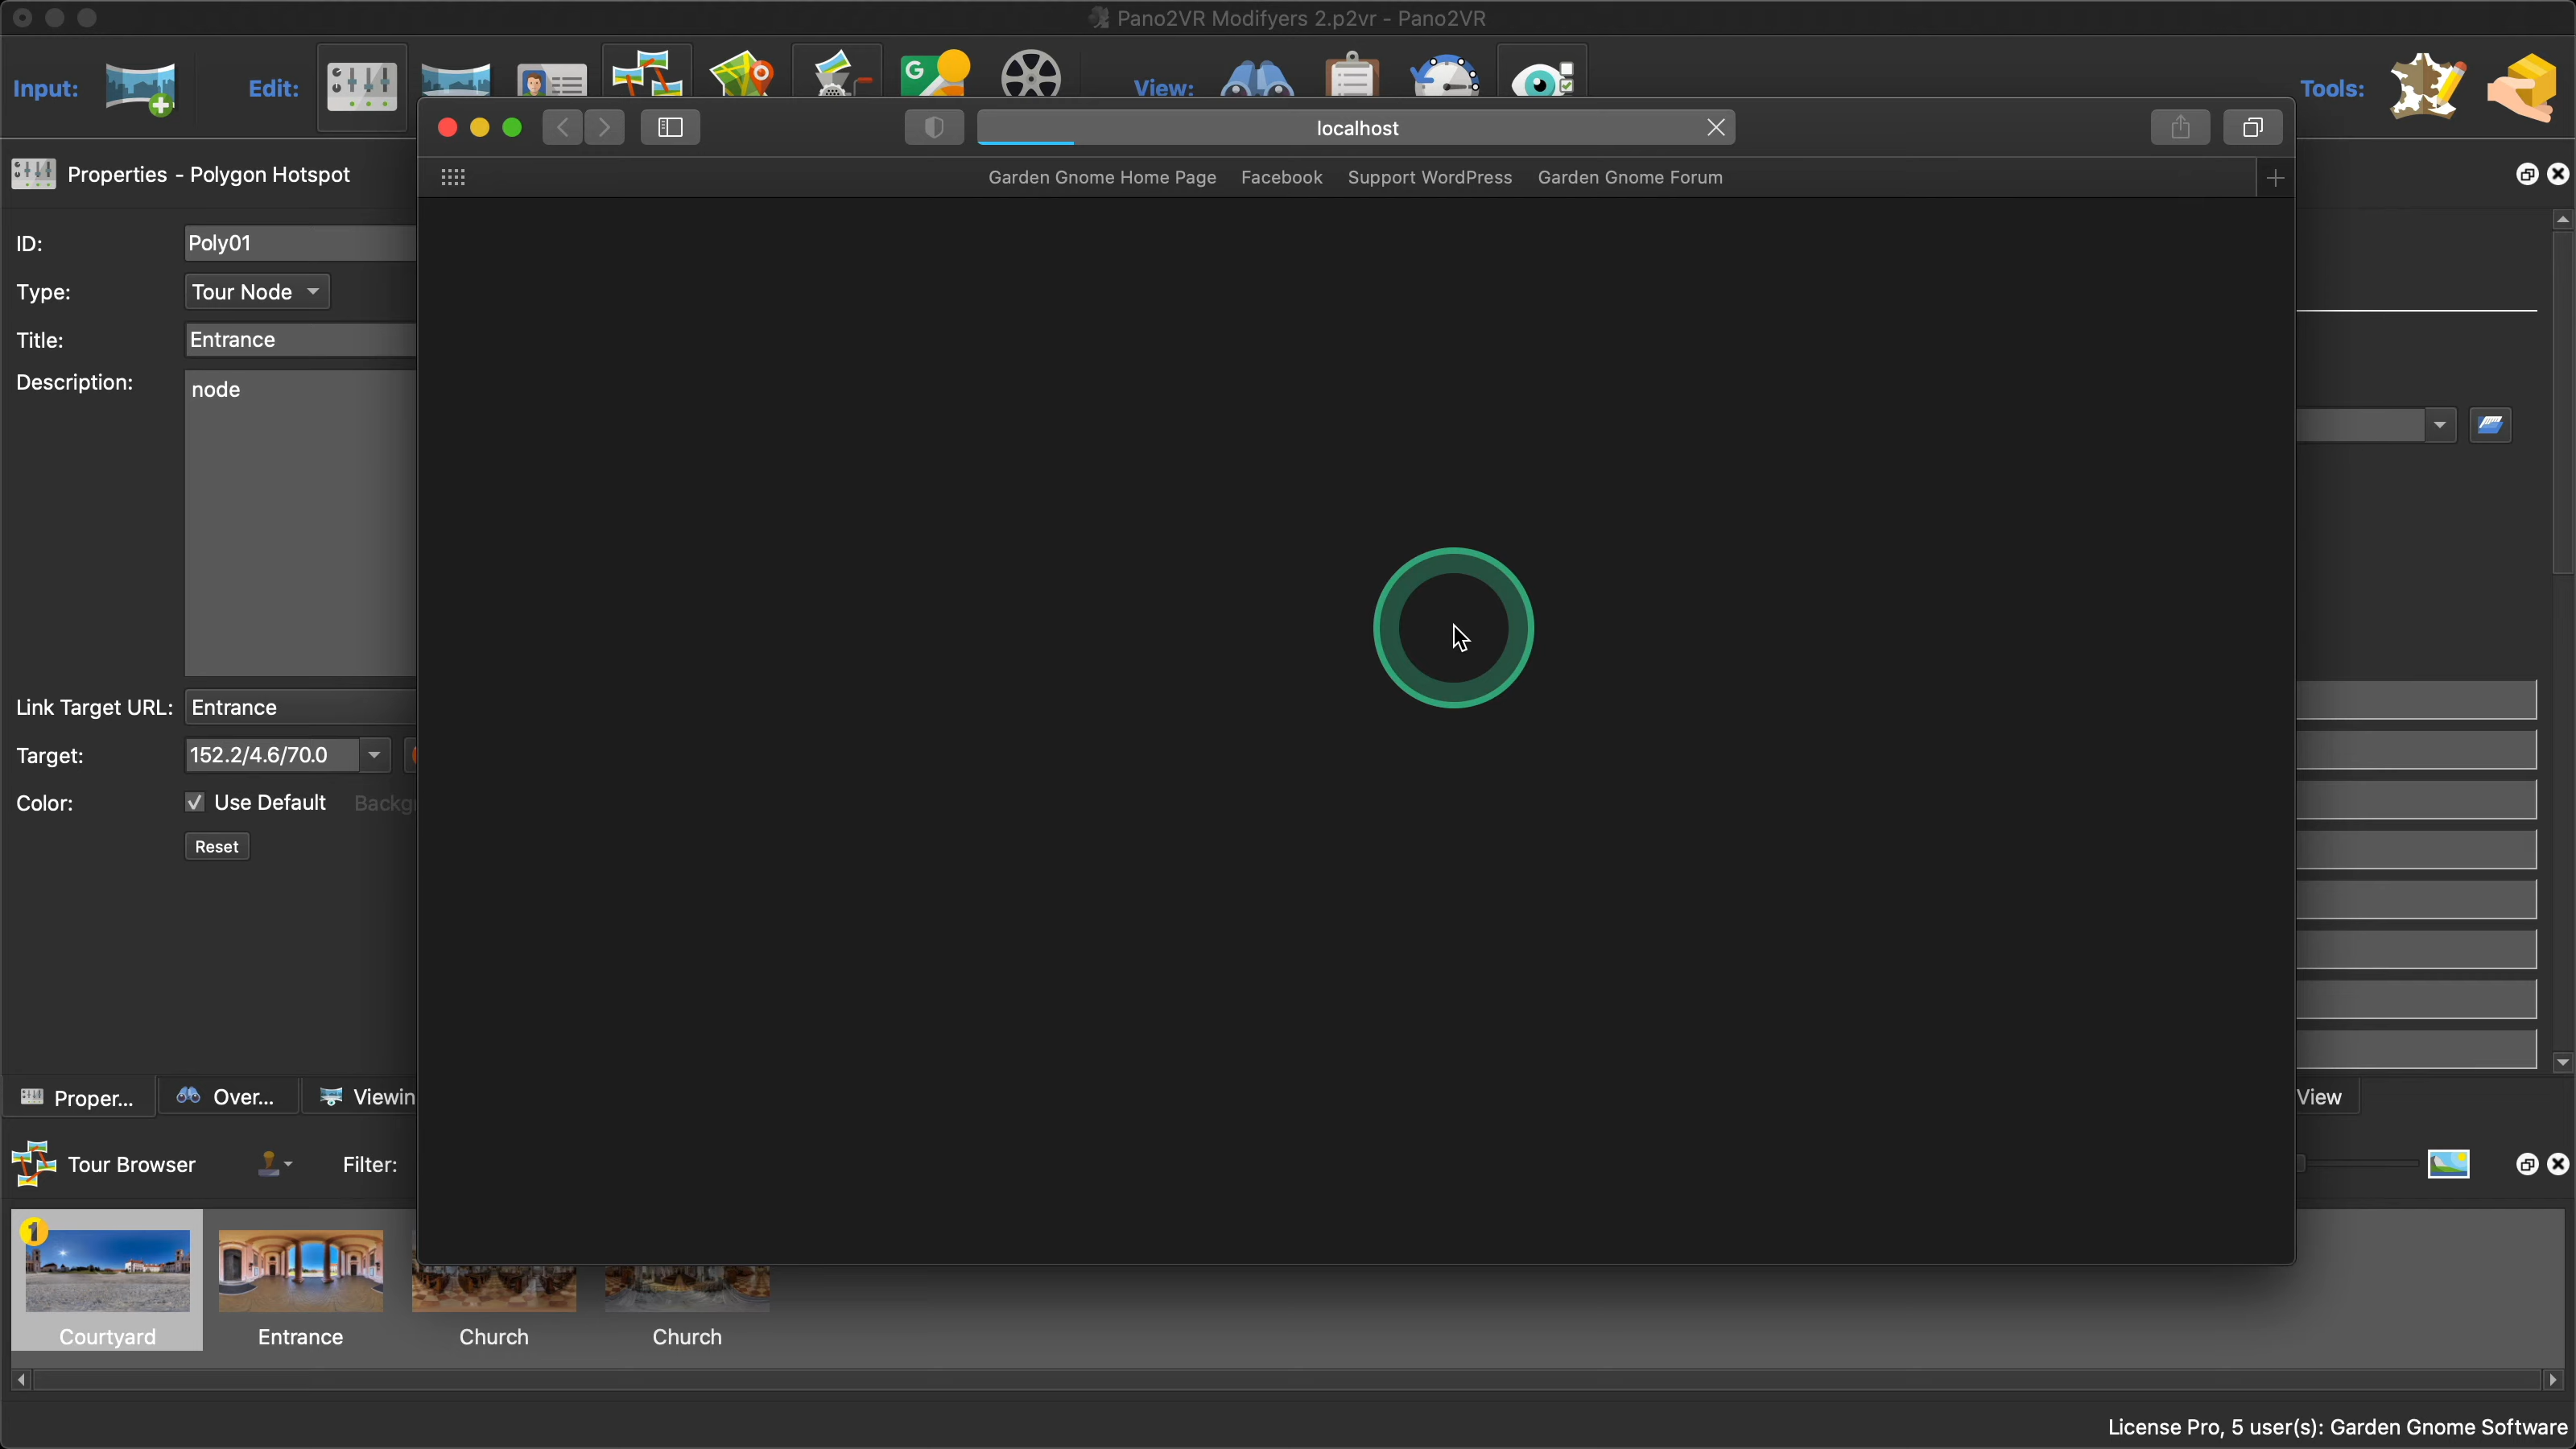 Pano2VR Modifyers 2.p2vr - Pano2VR
Input:
Edit:
G
View:
Tools:
localhost
Garden Gnome Home Page
Facebook
Support WordPress
Garden Gnome Forum
Properties - Polygon Hotspot
ID:
Poly01
Type:
Tour Node
Title:
Entrance
Description:
node
Link Target URL:
Entrance
Target:
152.2/4.6/70.0
Color:
Use Default
Backgr
Reset
Proper...
Over...
Viewin
View
Tour Browser
Filter:
1
Courtyard
Entrance
Church
Church
License Pro, 5 user(s): Garden Gnome Software